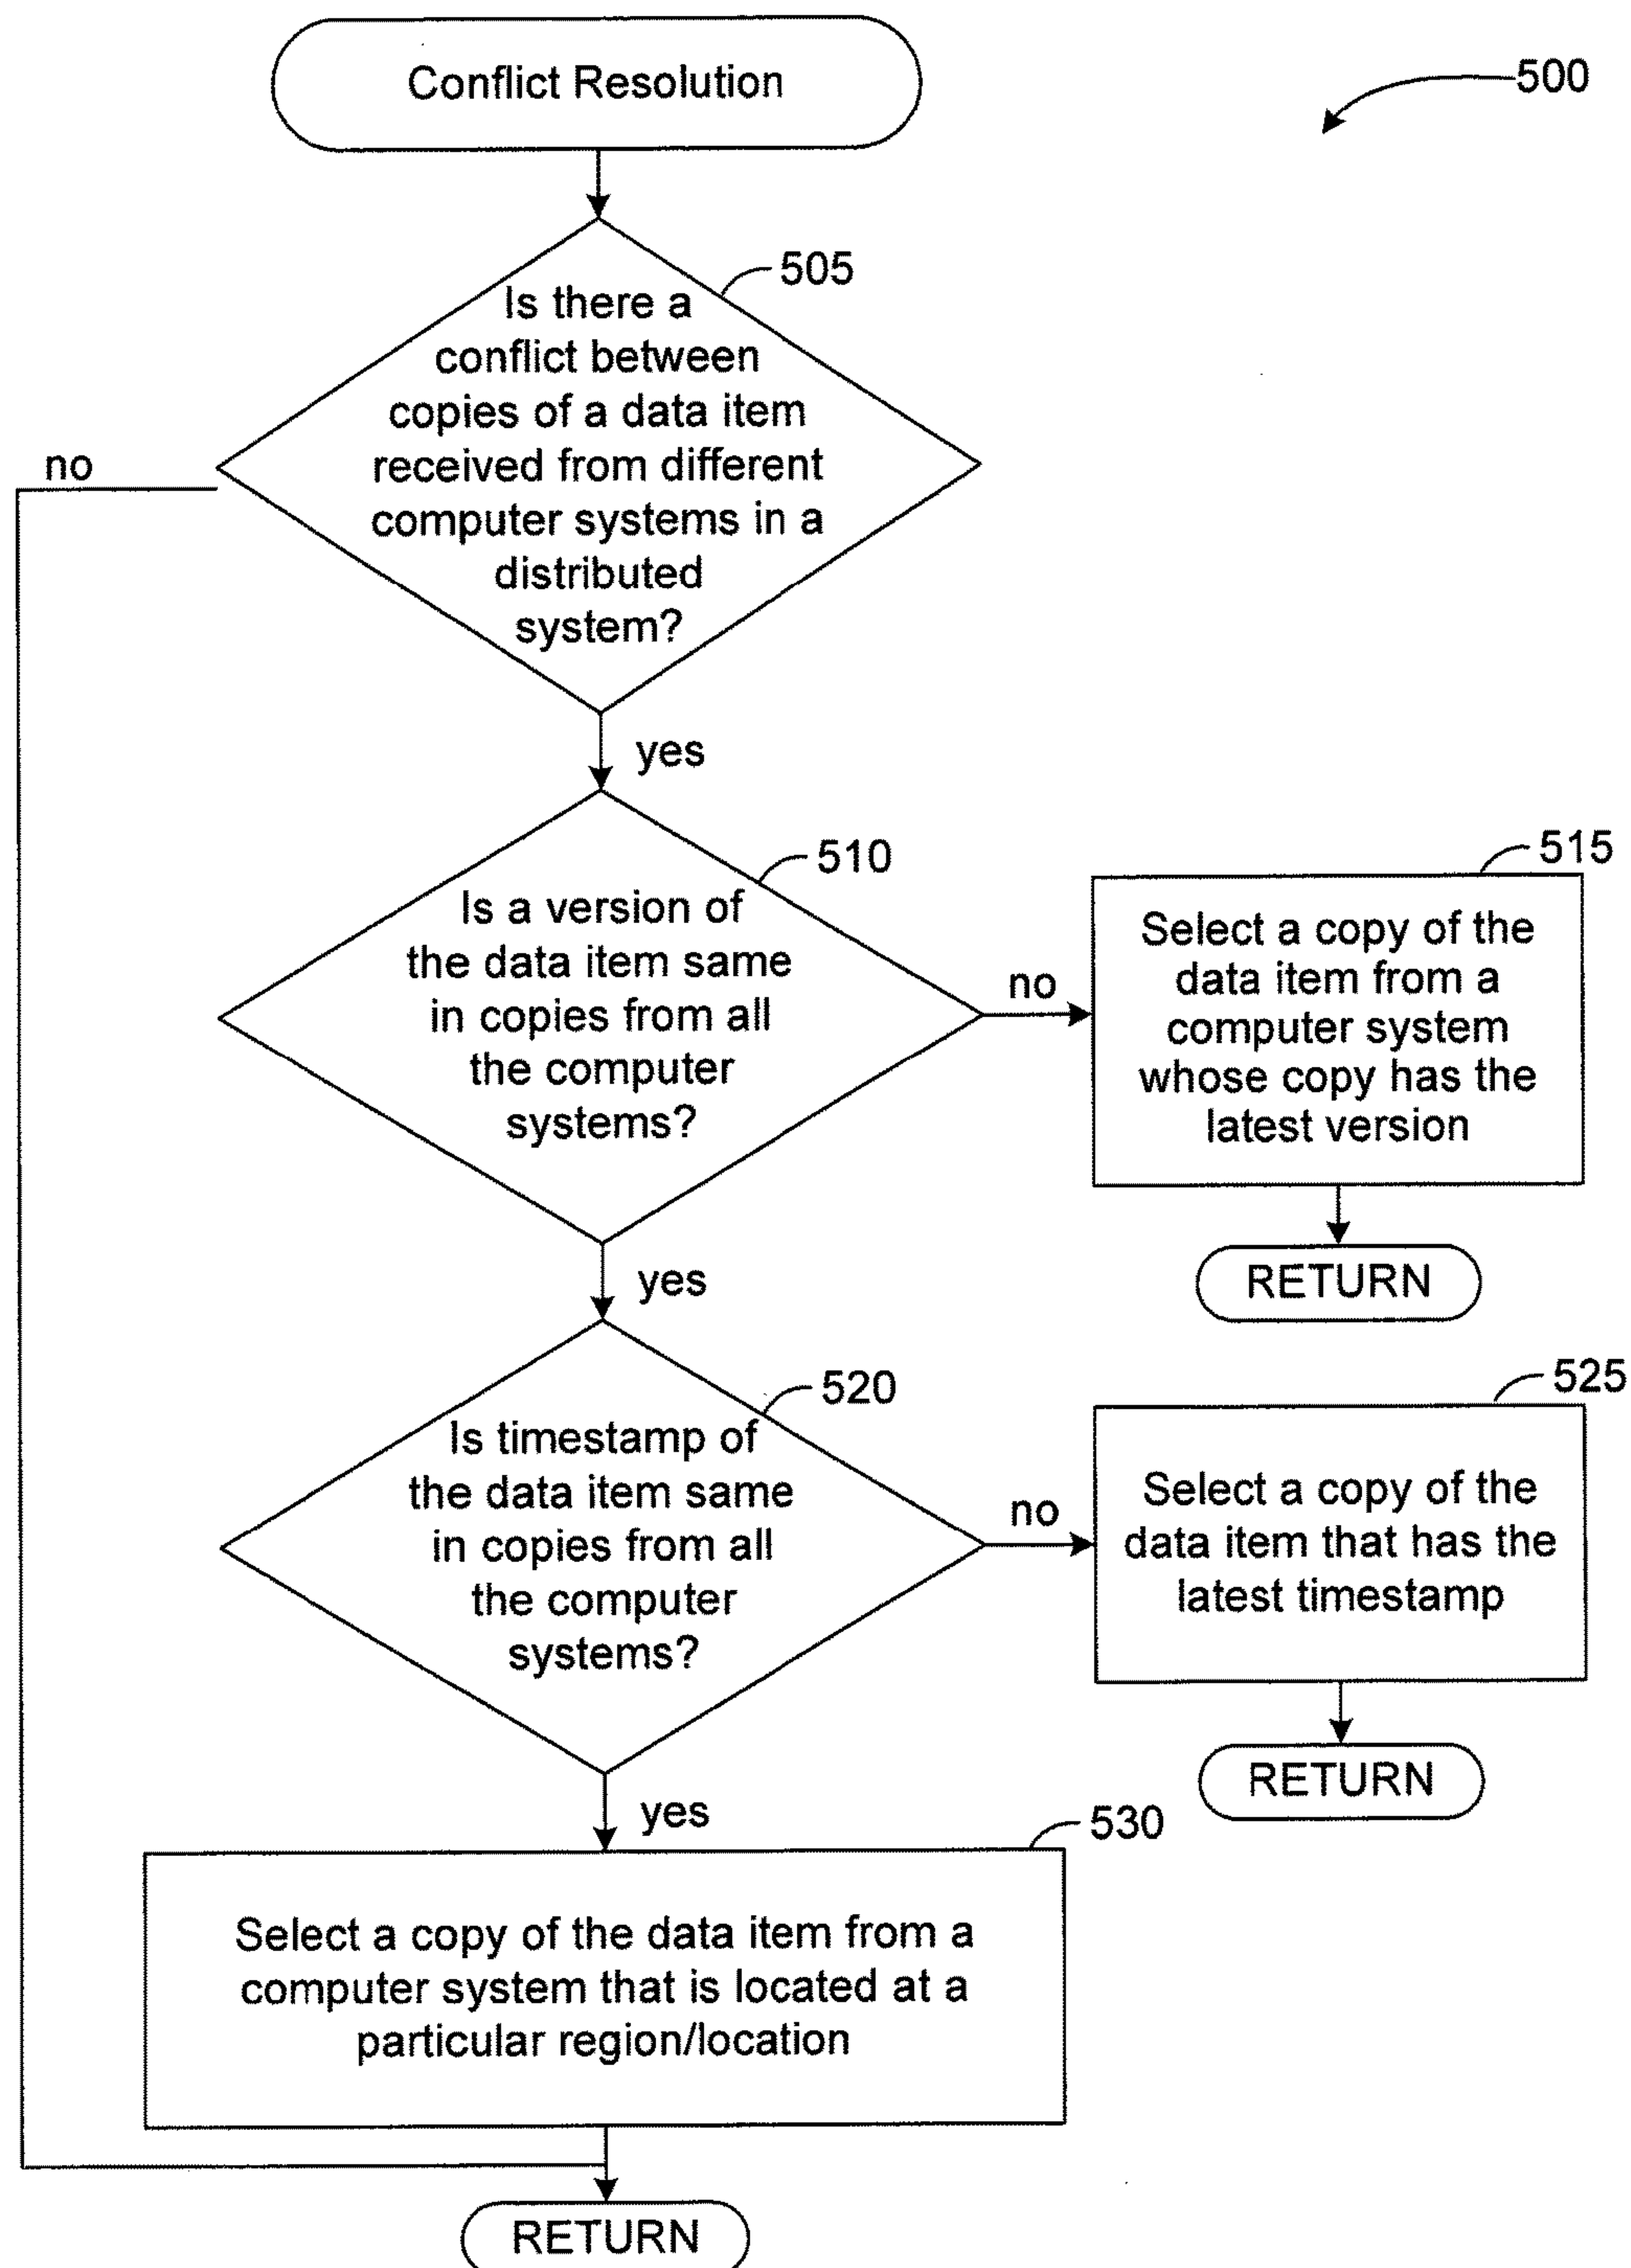 Conflict Resolution
500
505
Is there a
conflict between
copies of a data item
received from different
computer systems in a
distributed
system?
no
yes
510
Is a version of
the data item same
in copies from all
the computer
systems?
no
515
Select a copy of the
data item from a
computer system
whose copy has the
latest version
RETURN
yes
520
Is timestamp of
the data item same
in copies from all
the computer
systems?
no
525
Select a copy of the
data item that has the
latest timestamp
RETURN
yes
530
Select a copy of the data item from a
computer system that is located at a
particular region/location
RETURN